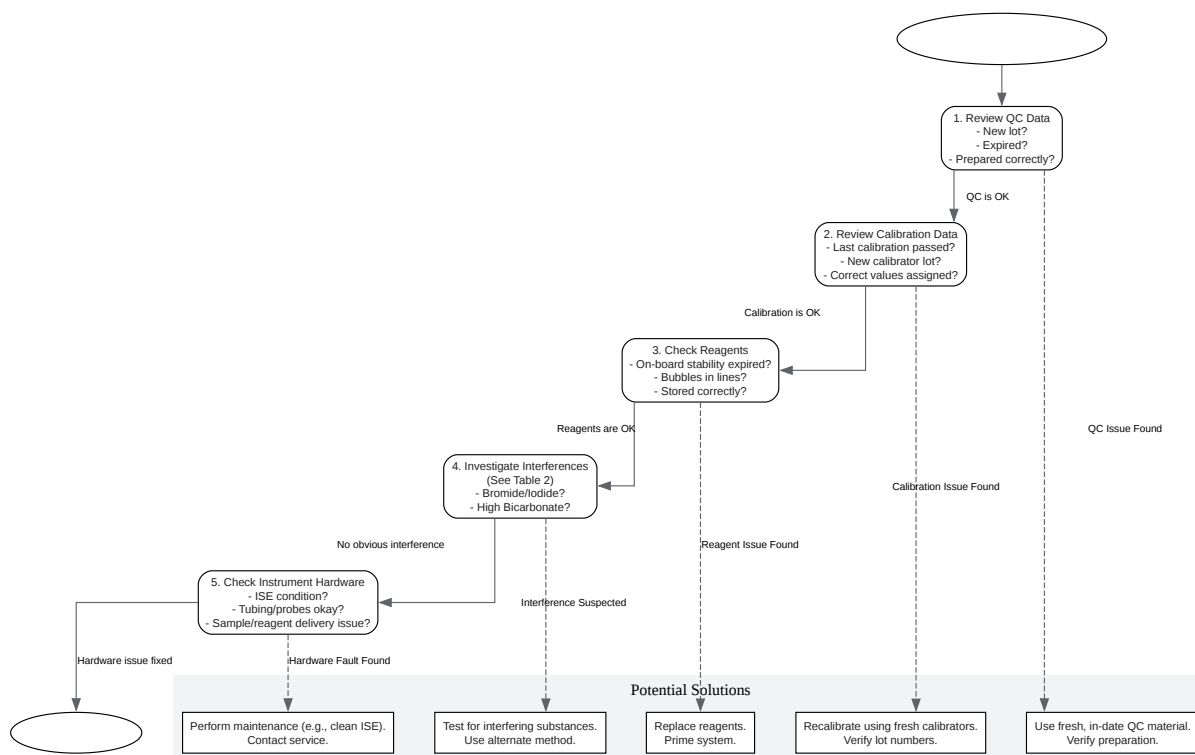 1. Review QC Data
- New lot?
- Expired?
- Prepared correctly?
QC is OK
2. Review Calibration Data
- Last calibration passed?
- New calibrator lot?
- Correct values assigned?
Calibration is OK
3. Check Reagents
- On-board stability expired?
- Bubbles in lines?
- Stored correctly?
Reagents are OK
QC Issue Found
4. Investigate Interferences
(See Table 2)
- Bromide/Iodide?
- High Bicarbonate?
Calibration Issue Found
No obvious interference
Reagent Issue Found
5. Check Instrument Hardware
- ISE condition?
- Tubing/probes okay?
- Sample/reagent delivery issue?
Interference Suspected
Hardware issue fixed
Hardware Fault Found
Potential Solutions
Perform maintenance (e.g., clean ISE).
Contact service.
Test for interfering substances.
Use alternate method.
Replace reagents.
Prime system.
Recalibrate using fresh calibrators.
Verify lot numbers.
Use fresh, in-date QC material.
Verify preparation.